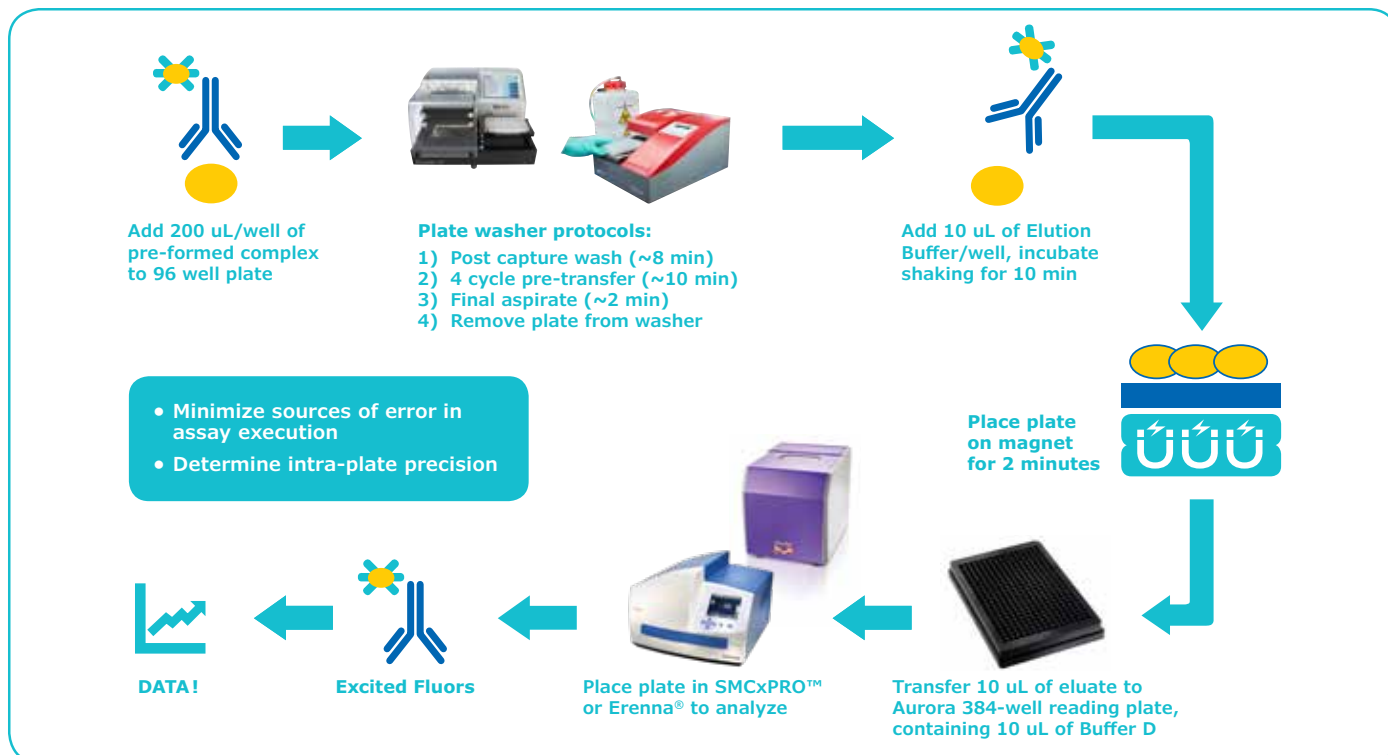 Add 200 uL/well of
pre-formed complex
to 96 well plate
Plate washer protocols:
1) Post capture wash (~8 min)
2) 4 cycle pre-transfer (~10 min)
3) Final aspirate (~2 min)
4) Remove plate from washer
Add 10 uL of Elution
Buffer/well, incubate
shaking for 10 min
• Minimize sources of error in
assay execution
• Determine intra-plate precision
Place plate
on magnet
for 2 minutes
DATA!
Excited Fluors
Place plate in SMCxPRO™
or Erenna® to analyze
Transfer 10 uL of eluate to
Aurora 384-well reading plate,
containing 10 uL of Buffer D